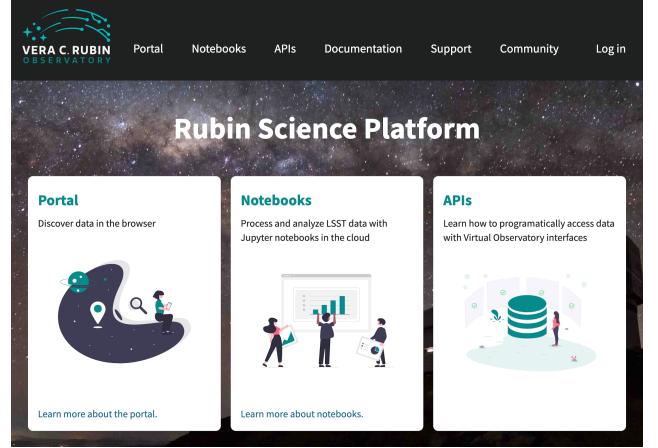 VERA C. RUBIN
OBSERVATORY
Portal
Notebooks
APIs
Documentation
Support
Community
Log in
Rubin Science Platform
Portal
Discover data in the browser
Learn more about the portal.
Notebooks
Process and analyze LSST data with
Jupyter notebooks in the cloud
Learn more about notebooks.
APIs
Learn how to programatically access data
with Virtual Observatory interfaces